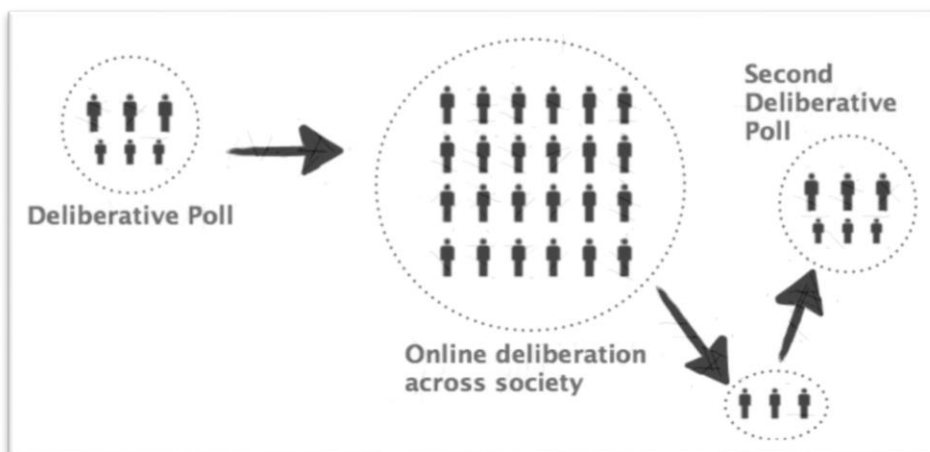 Deliberative Poll
Online deliberation
across society
Second
Deliberative
Poll